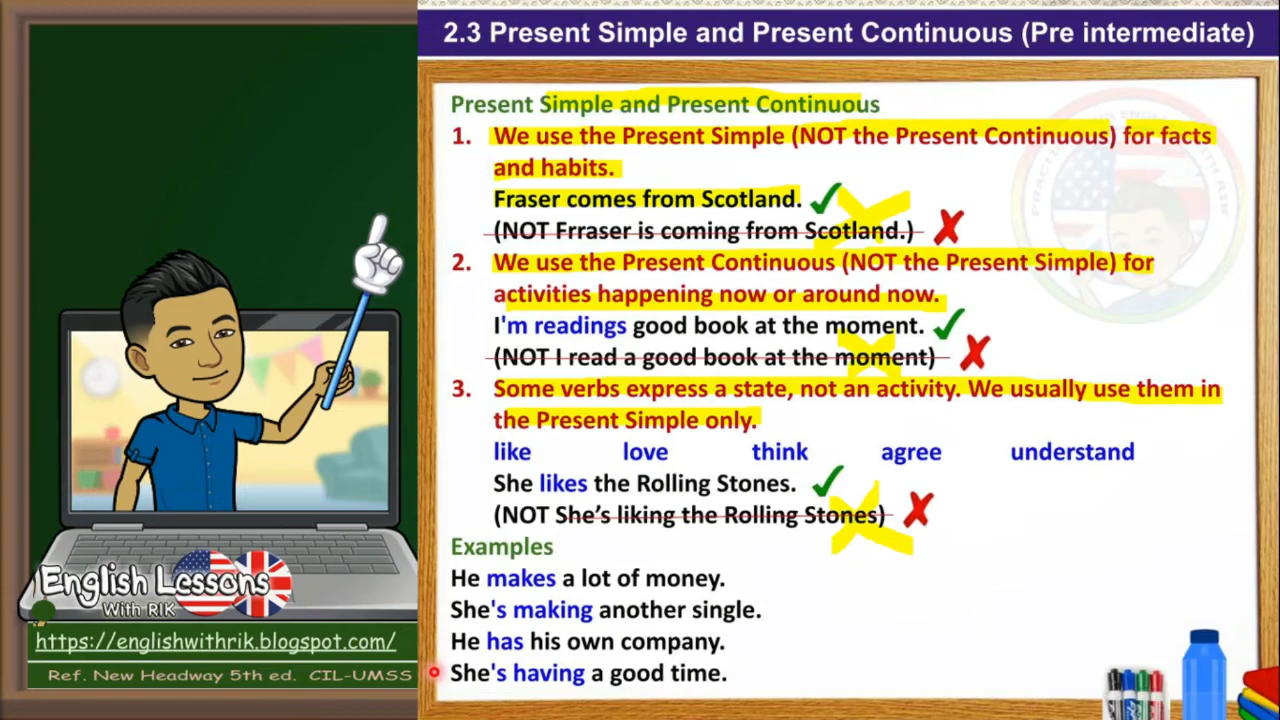 2.3 Present Simple and Present Continuous (Pre intermediate)
Present Simple and Present Continuous
1. We use the Present Simple (NOT the Present Continuous) for facts
and habits.
Fraser comes from Scotland.
(NOT Frraser is coming from Scotland.)
2. We use the Present Continuous (NOT the Present Simple) for
activities happening now or around now.
I'm readings good book at the moment.
(NOT I read a good book at the moment)
3. Some verbs express a state, not an activity. We usually use them in
the Present Simple only.
like love think agree understand
She likes the Rolling Stones.
(NOT She’s liking the Rolling Stones)
Examples
He makes a lot of money.
She's making another single.
He has his own company.
She's having a good time.
English Lessons
With RIK
https://englishwithrik.blogspot.com/
Ref. New Headway 5th ed. CIL-UMSS